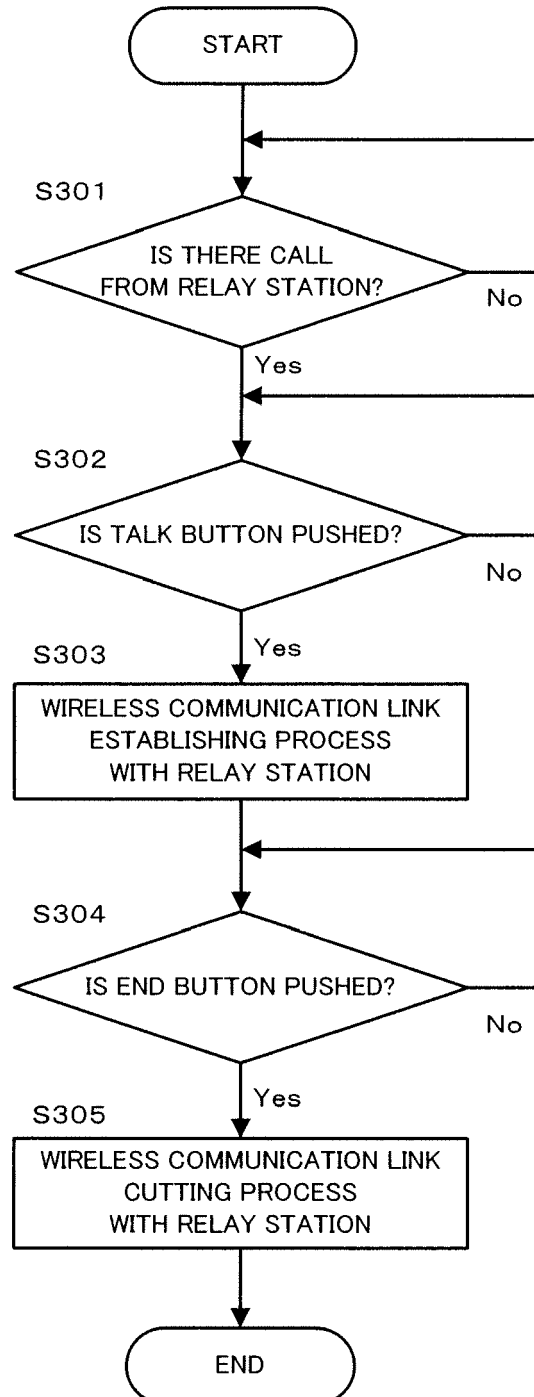 START
S301
IS THERE CALL
FROM RELAY STATION?
No
Yes
S302
IS TALK BUTTON PUSHED?
No
Yes
S303
WIRELESS COMMUNICATION LINK
ESTABLISHING PROCESS
WITH RELAY STATION
S304
IS END BUTTON PUSHED?
No
Yes
S305
WIRELESS COMMUNICATION LINK
CUTTING PROCESS
WITH RELAY STATION
END